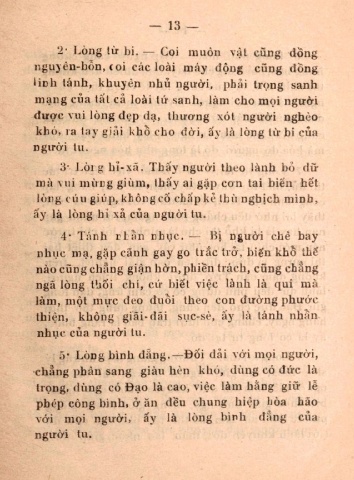 — 13 —
2· Lòng từ bi. — Coi muôn vật cũng đồng
nguyên-bổn, coi các loài máy động cũng đồng
linh tánh, khuyên nhủ người, phải trọng sanh
mạng của tất cả loài tứ sanh, làm cho mọi người
được vui lòng đẹp dạ, thương xót người nghèo
khó, ra tay giải khổ cho đời, ấy là lòng từ bi của
người tu.
3· Lòng hỉ-xã. Thấy người theo lành bỏ dữ
mà vui mừng giùm, thấy ai gặp cơn tai biến hết
lòng cứu giúp, không cố chấp kẻ thù nghịch mình,
ấy là lòng hỉ xả của người tu.
4· Tánh nhẫn nhục. — Bị người chê bay
nhục mạ, gặp cảnh gay go trắc trở, biến khổ thế
nào cũng chẳng giận hờn, phiền trách, cũng chẳng
ngã lòng thối chí, cứ biết việc lành là qui mà
làm, một mực đeo đuổi theo con đường phước
thiện, không giãi-đãi sục-sè, ấy là tánh nhẫn
nhục của người tu.
5· Lòng bình đẳng.—Đối đải với mọi người,
chẳng phân sang giàu hèn khó, dùng có đức là
trọng, dùng có Đạo là cao, việc làm hằng giữ lẽ
phép công bình, ở ăn đều chung hiệp hòa hão
với mọi người, ấy là lòng bình đẳng của
người tu.